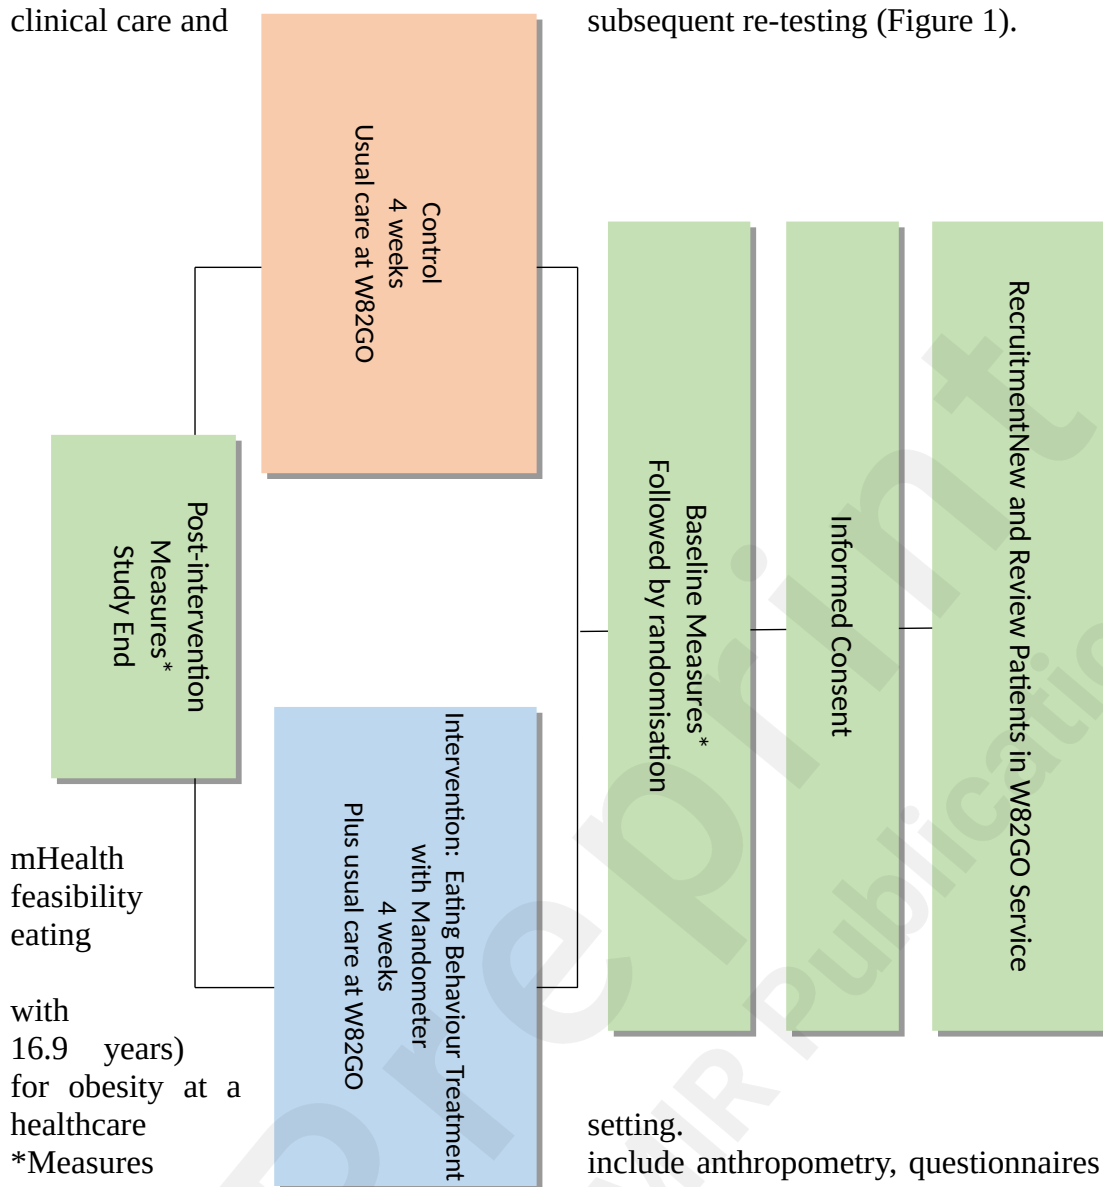 clinical care and subsequent re-testing (Figure 1).
RecruitmentNew and Review Patients in W82GO Service
Informed Consent
Baseline Measures*
Followed by randomisation
Control
4 weeks
Usual care at W82GO
Intervention: Eating Behaviour Treatment
with Mandometer
4 weeks
Plus usual care at W82GO
Post-intervention
Measures*
Study End
mHealth
feasibility
eating
with
16.9 years)
for obesity at a
healthcare setting.
*Measures include anthropometry, questionnaires
Preprint
MR Publicatio